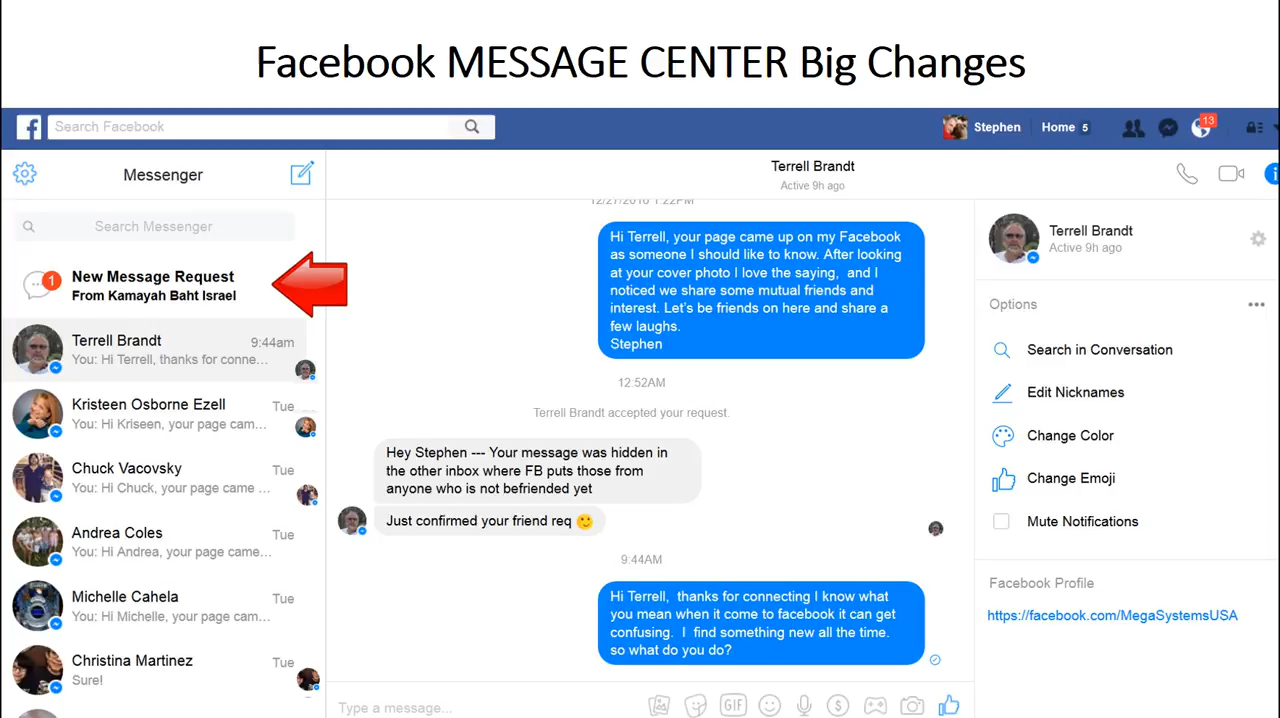 Facebook MESSAGE CENTER Big Changes
f
Search Facebook
Stephen
Home 5
13
Messenger
Search Messenger
1
New Message Request
From Kamayah Baht Israel
Terrell Brandt
9:44am
You: Hi Terrell, thanks for conne...
Kristeen Osborne Ezell
Tue
You: Hi Kriseen, your page cam...
Chuck Vacovsky
Tue
You: Hi Chuck, your page came ...
Andrea Coles
Tue
You: Hi Andrea, your page came...
Michelle Cahela
Tue
You: Hi Michelle, your page cam...
Christina Martinez
Tue
Sure!
Terrell Brandt
Active 9h ago
12/27/2016 1:22PM
Hi Terrell, your page came up on my Facebook
as someone I should like to know. After looking
at your cover photo I love the saying, and I
noticed we share some mutual friends and
interest. Let's be friends on here and share a
few laughs.
Stephen
12:52AM
Terrell Brandt accepted your request.
Hey Stephen --- Your message was hidden in
the other inbox where FB puts those from
anyone who is not befriended yet
Just confirmed your friend req
9:44AM
Hi Terrell, thanks for connecting I know what
you mean when it come to facebook it can get
confusing. I find something new all the time.
so what do you do?
Type a message...
GIF
$
i
Terrell Brandt
Active 9h ago
Options
Search in Conversation
Edit Nicknames
Change Color
Change Emoji
Mute Notifications
Facebook Profile
https://facebook.com/MegaSystemsUSA